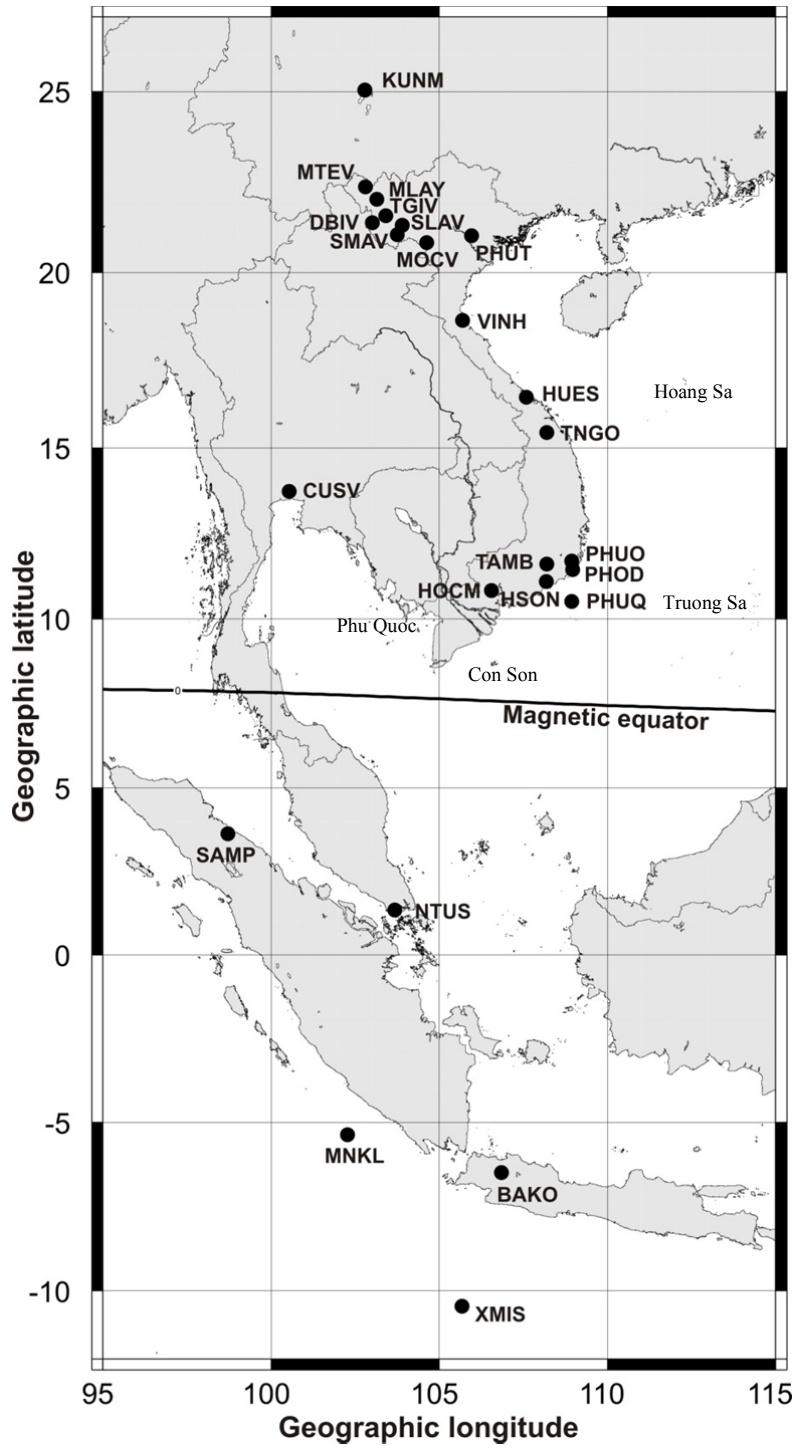 25
KUNM
MTEV
MLAY
TGIV
DBIV
SLAV
SMAV
MOCV
PHUT
20
VINH
HUES
Hoang Sa
TNGO
15
CUSV
TAMB
PHUO
PHOD
HOCM
HSON
PHUQ
Truong Sa
10
Phu Quoc
Con Son
0
Magnetic equator
Geographic latitude
5
SAMP
NTUS
0
-5
MNKL
BAKO
-10
XMIS
95
100
105
110
115
Geographic longitude